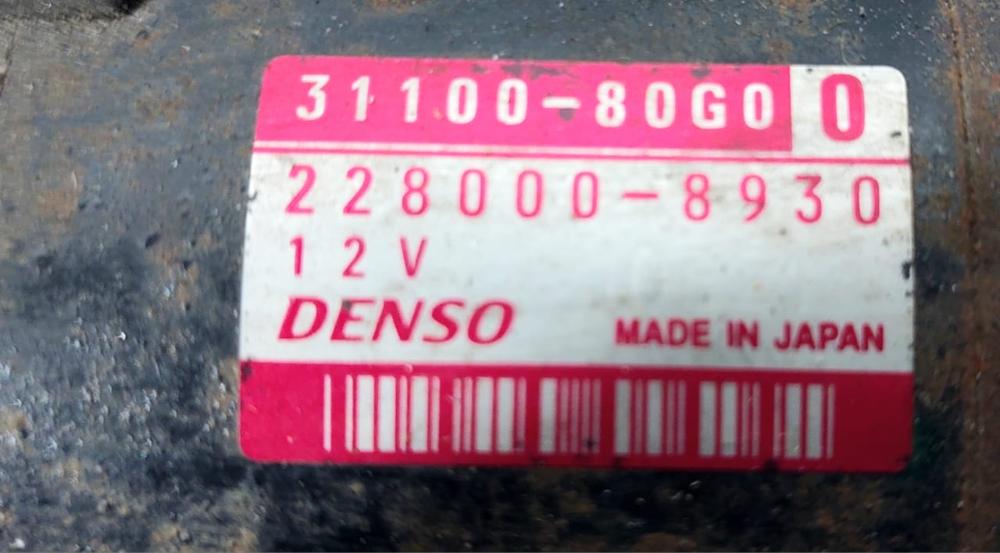 31100-80G0 0
228000-8930
12V
DENSO MADE IN JAPAN